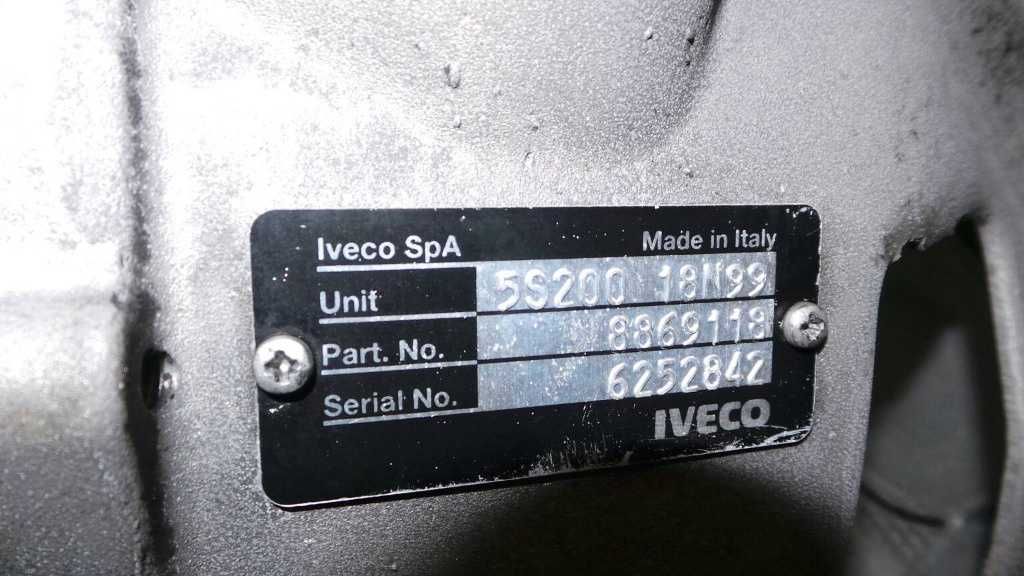 Iveco SpA Made in Italy
Unit 5S200 18N99
Part. No. 8869118
Serial No. 6252842
IVECO